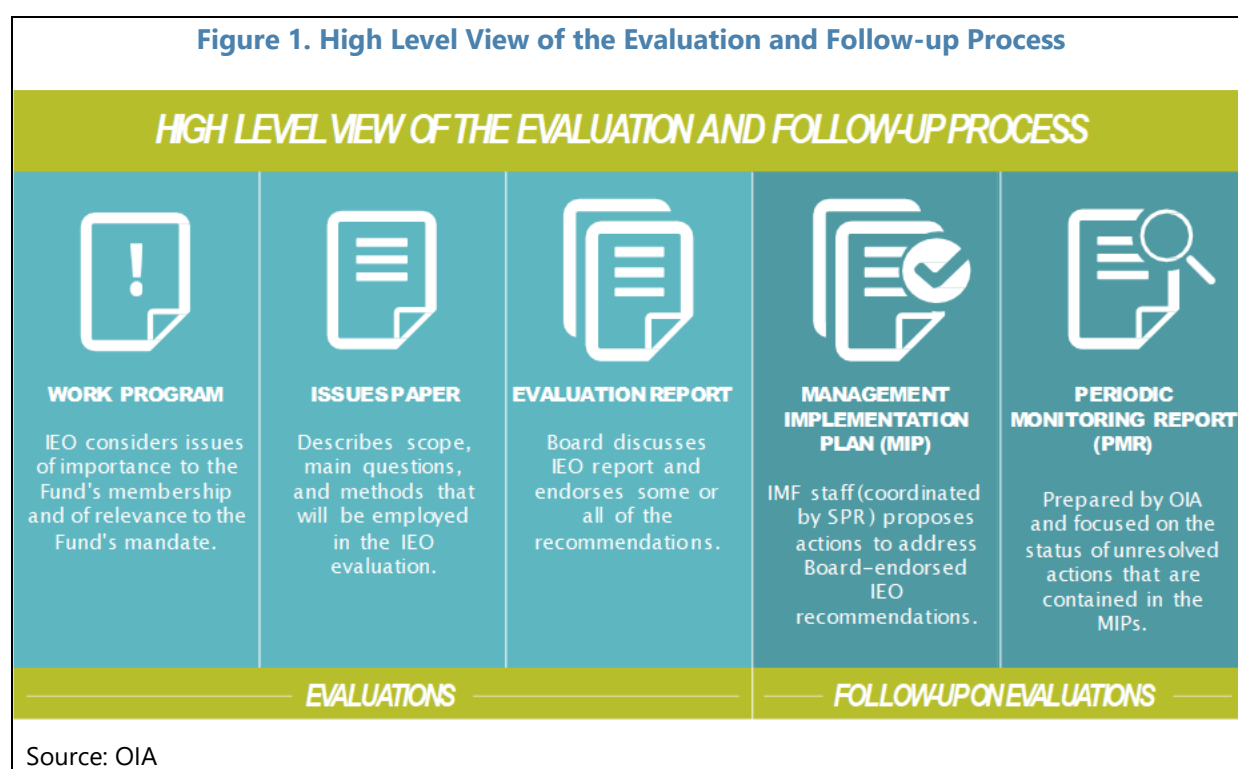 Figure 1. High Level View of the Evaluation and Follow-up Process
HIGH LEVEL VIEW OF THE EVALUATION AND FOLLOW-UP PROCESS
!
WORK PROGRAM
IEO considers issues
of importance to the
Fund's membership
and of relevance to the
Fund's mandate.
ISSUES PAPER
Describes scope,
main questions,
and methods that
will be employed
in the IEO
evaluation.
EVALUATION REPORT
Board discusses
IEO report and
endorses some or
all of the
recommendations.
MANAGEMENT
IMPLEMENTATION
PLAN (MIP)
IMF staff (coordinated
by SPR) proposes
actions to address
Board-endorsed
IEO
recommendations.
PERIODIC
MONITORING REPORT
(PMR)
Prepared by OIA
and focused on the
status of unresolved
actions that are
contained in the
MIPs.
EVALUATIONS
FOLLOW-UP ON EVALUATIONS
Source: OIA